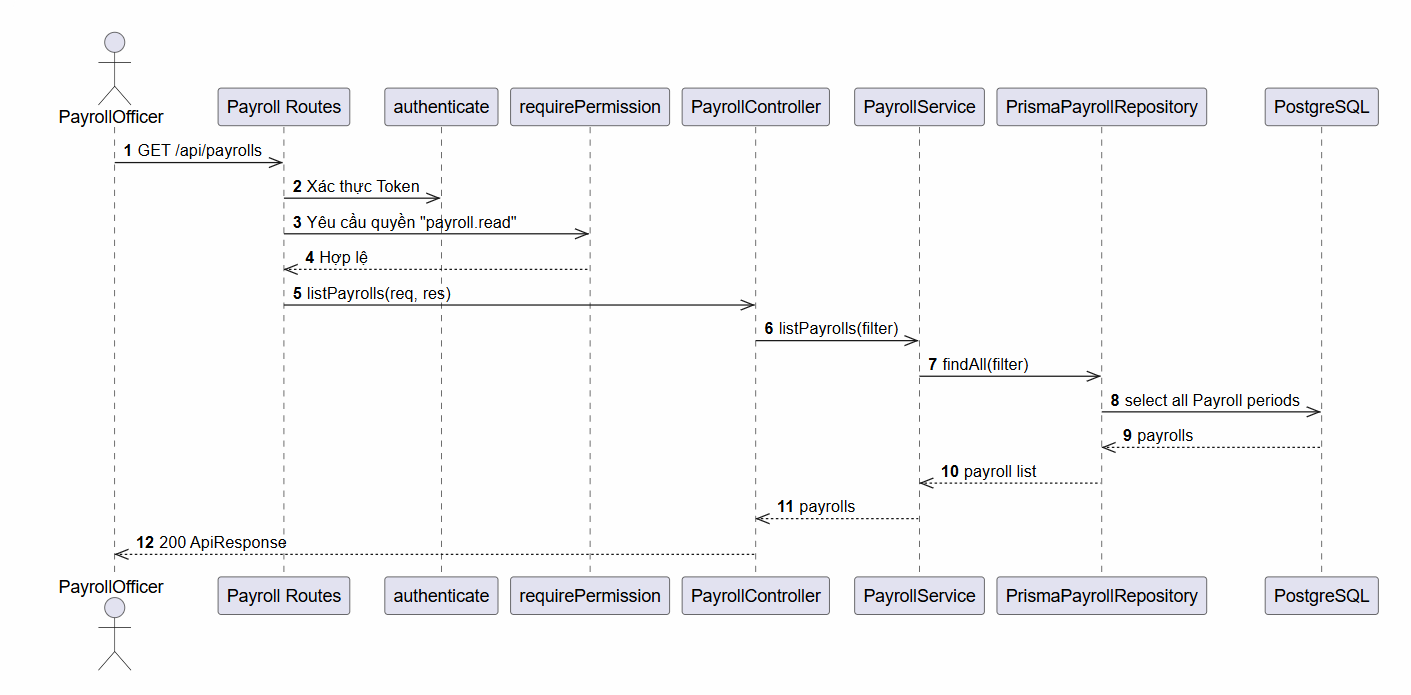 PayrollOfficer
Payroll Routes
authenticate
requirePermission
PayrollController
PayrollService
PrismaPayrollRepository
PostgreSQL
1 GET /api/payrolls
2 Xác thực Token
3 Yêu cầu quyền "payroll.read"
4 Hợp lệ
5 listPayrolls(req, res)
6 listPayrolls(filter)
7 findAll(filter)
8 select all Payroll periods
9 payrolls
10 payroll list
11 payrolls
12 200 ApiResponse
PayrollOfficer
Payroll Routes
authenticate
requirePermission
PayrollController
PayrollService
PrismaPayrollRepository
PostgreSQL